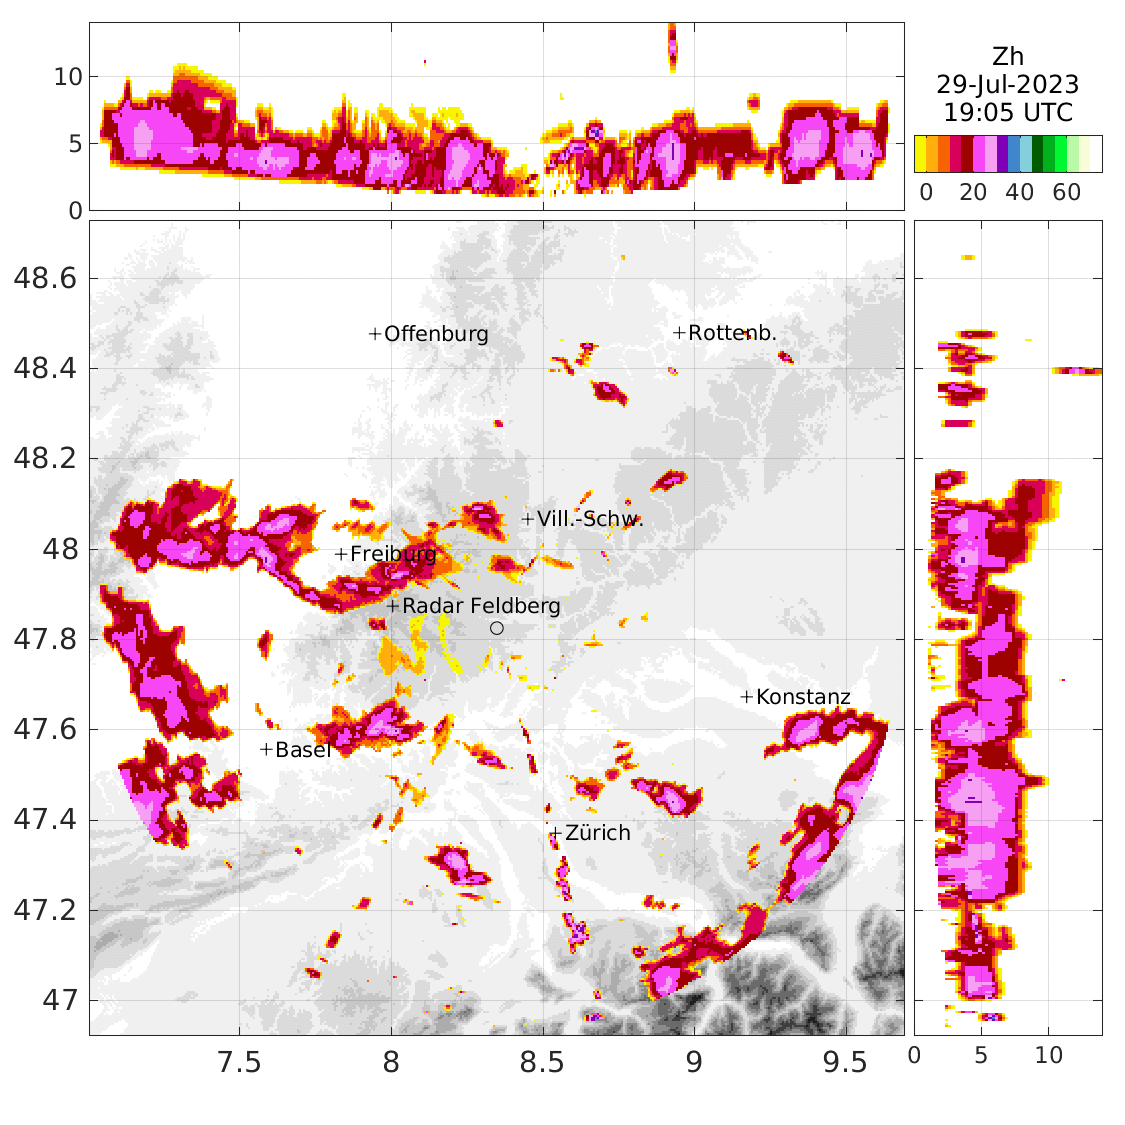 10
5
0
Zh
29-Jul-2023
19:05 UTC
0 20 40 60
48.6
48.4
48.2
48
47.8
47.6
47.4
47.2
47
+Offenburg
+Rottenb.
+Vill.-Schw.
+Freiburg
+Radar Feldberg
+Konstanz
+Basel
+Zürich
7.5 8 8.5 9 9.5
0 5 10